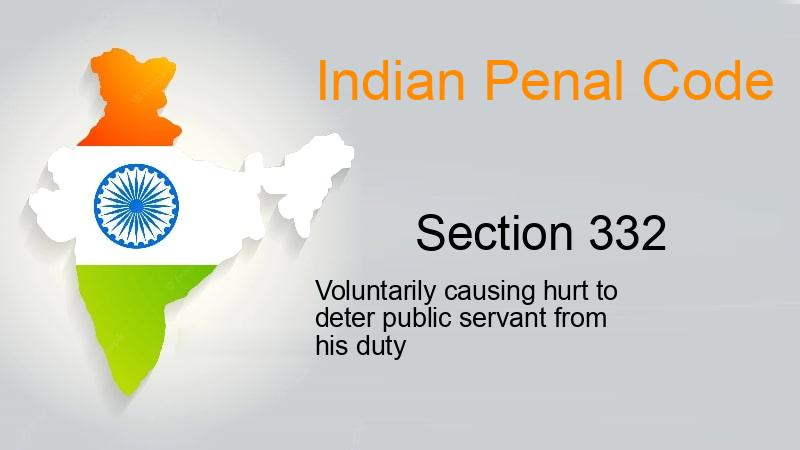 Indian Penal Code
Section 332
Voluntarily causing hurt to
deter public servant from
his duty